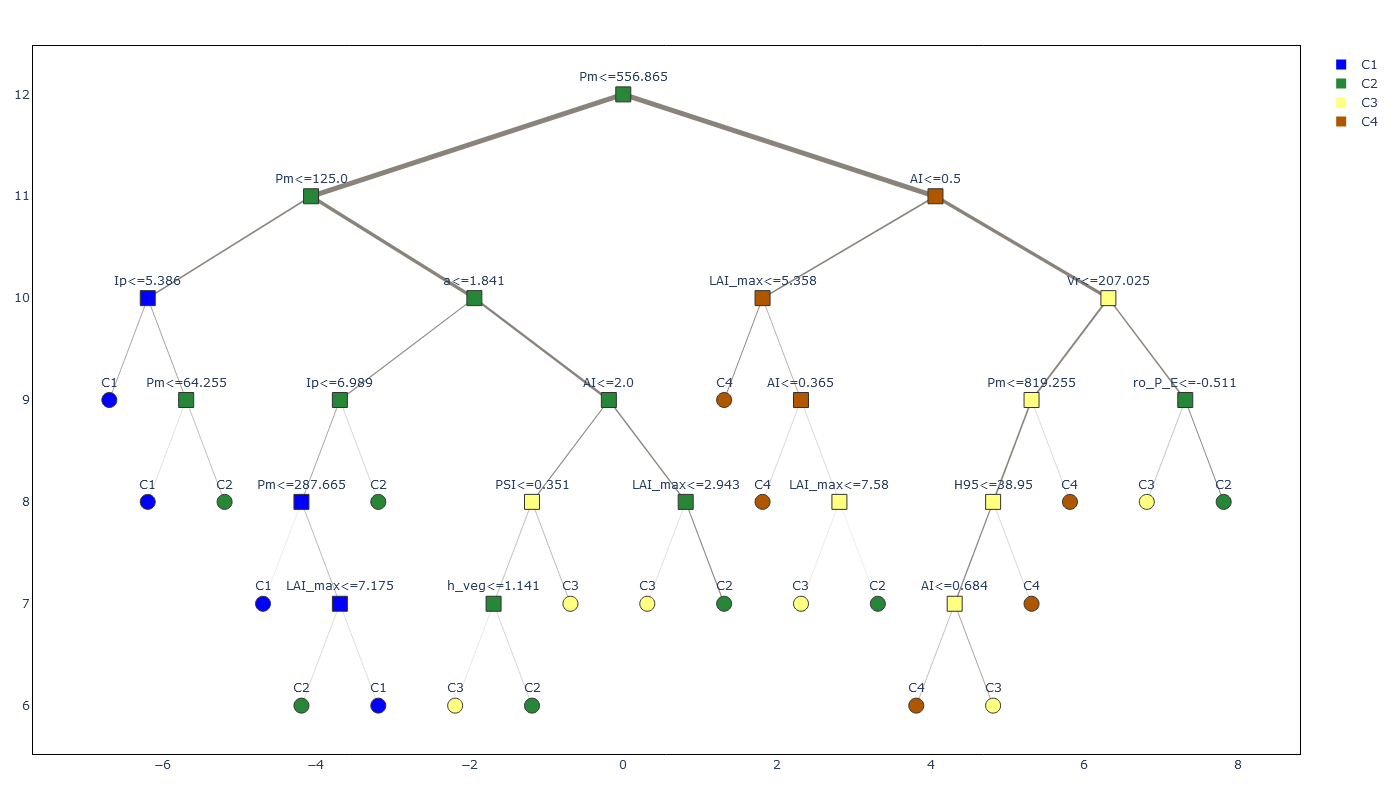 Pm<=556.865
C1
C2
C3
C4
12
Pm<=125.0
AI<=0.5
11
Ip<=5.386
a<=1.841
LAI_max<=5.358
Vr<=207.025
10
C1
Pm<=64.255
Ip<=6.989
AI<=2.0
C4
AI<=0.365
Pm<=819.255
ro_P_E<=-0.511
9
C1
C2
Pm<=287.665
C2
PSI<=0.351
LAI_max<=2.943
C4
LAI_max<=7.58
H95<=38.95
C4
C3
C2
8
C1
LAI_max<=7.175
h_veg<=1.141
C3
C3
C2
C3
C2
AI<=0.684
C4
7
C2
C1
C3
C2
C4
C3
6
−6
−4
−2
0
2
4
6
8